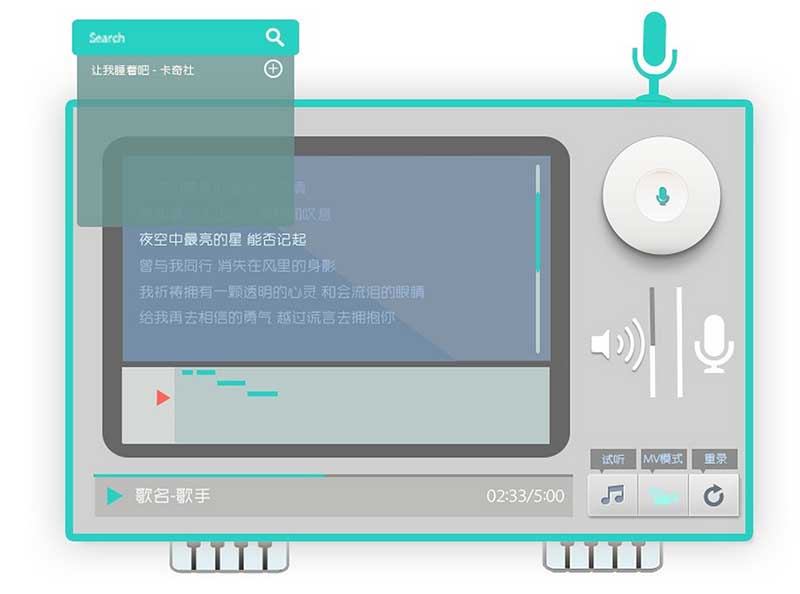 Search
让我睡着吧 - 卡奇社
和叹息
夜空中最亮的星 能否记起
曾与我同行 消失在风里的身影
我祈祷拥有一颗透明的心灵 和会流泪的眼睛
给我再去相信的勇气 越过谎言去拥抱你
歌名-歌手
02:33/5:00
试听
MV模式
重录